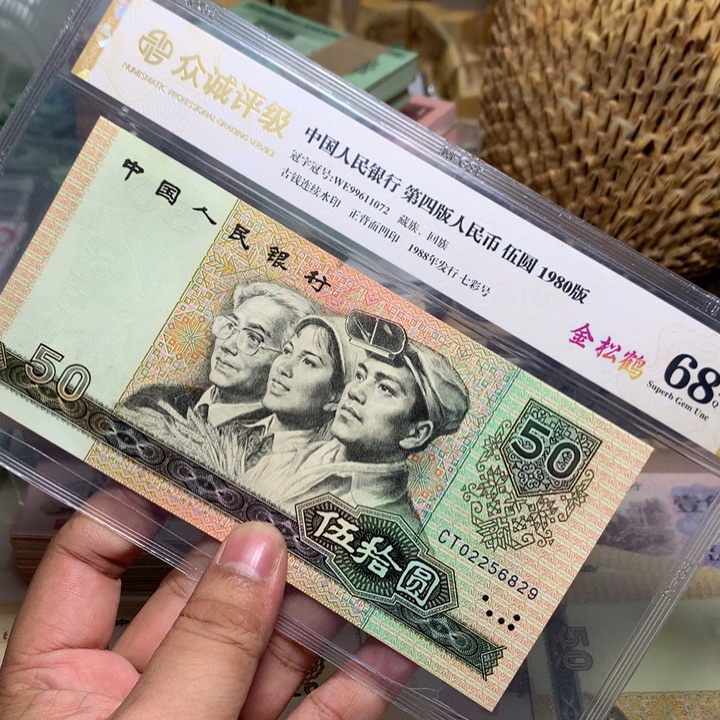 众诚评级
NUMISMATIC PROFESSIONAL GRADING SERVICE
中国人民银行 第四版人民币 伍圆 1980版
冠字冠号:WE99611072 藏族、回族
古钱连续水印 正背面凹印 1988年发行 七彩号
金松鹤
68
Superb Gem Unc
中国人民银行
50
50
伍拾圆
CT02256829
50